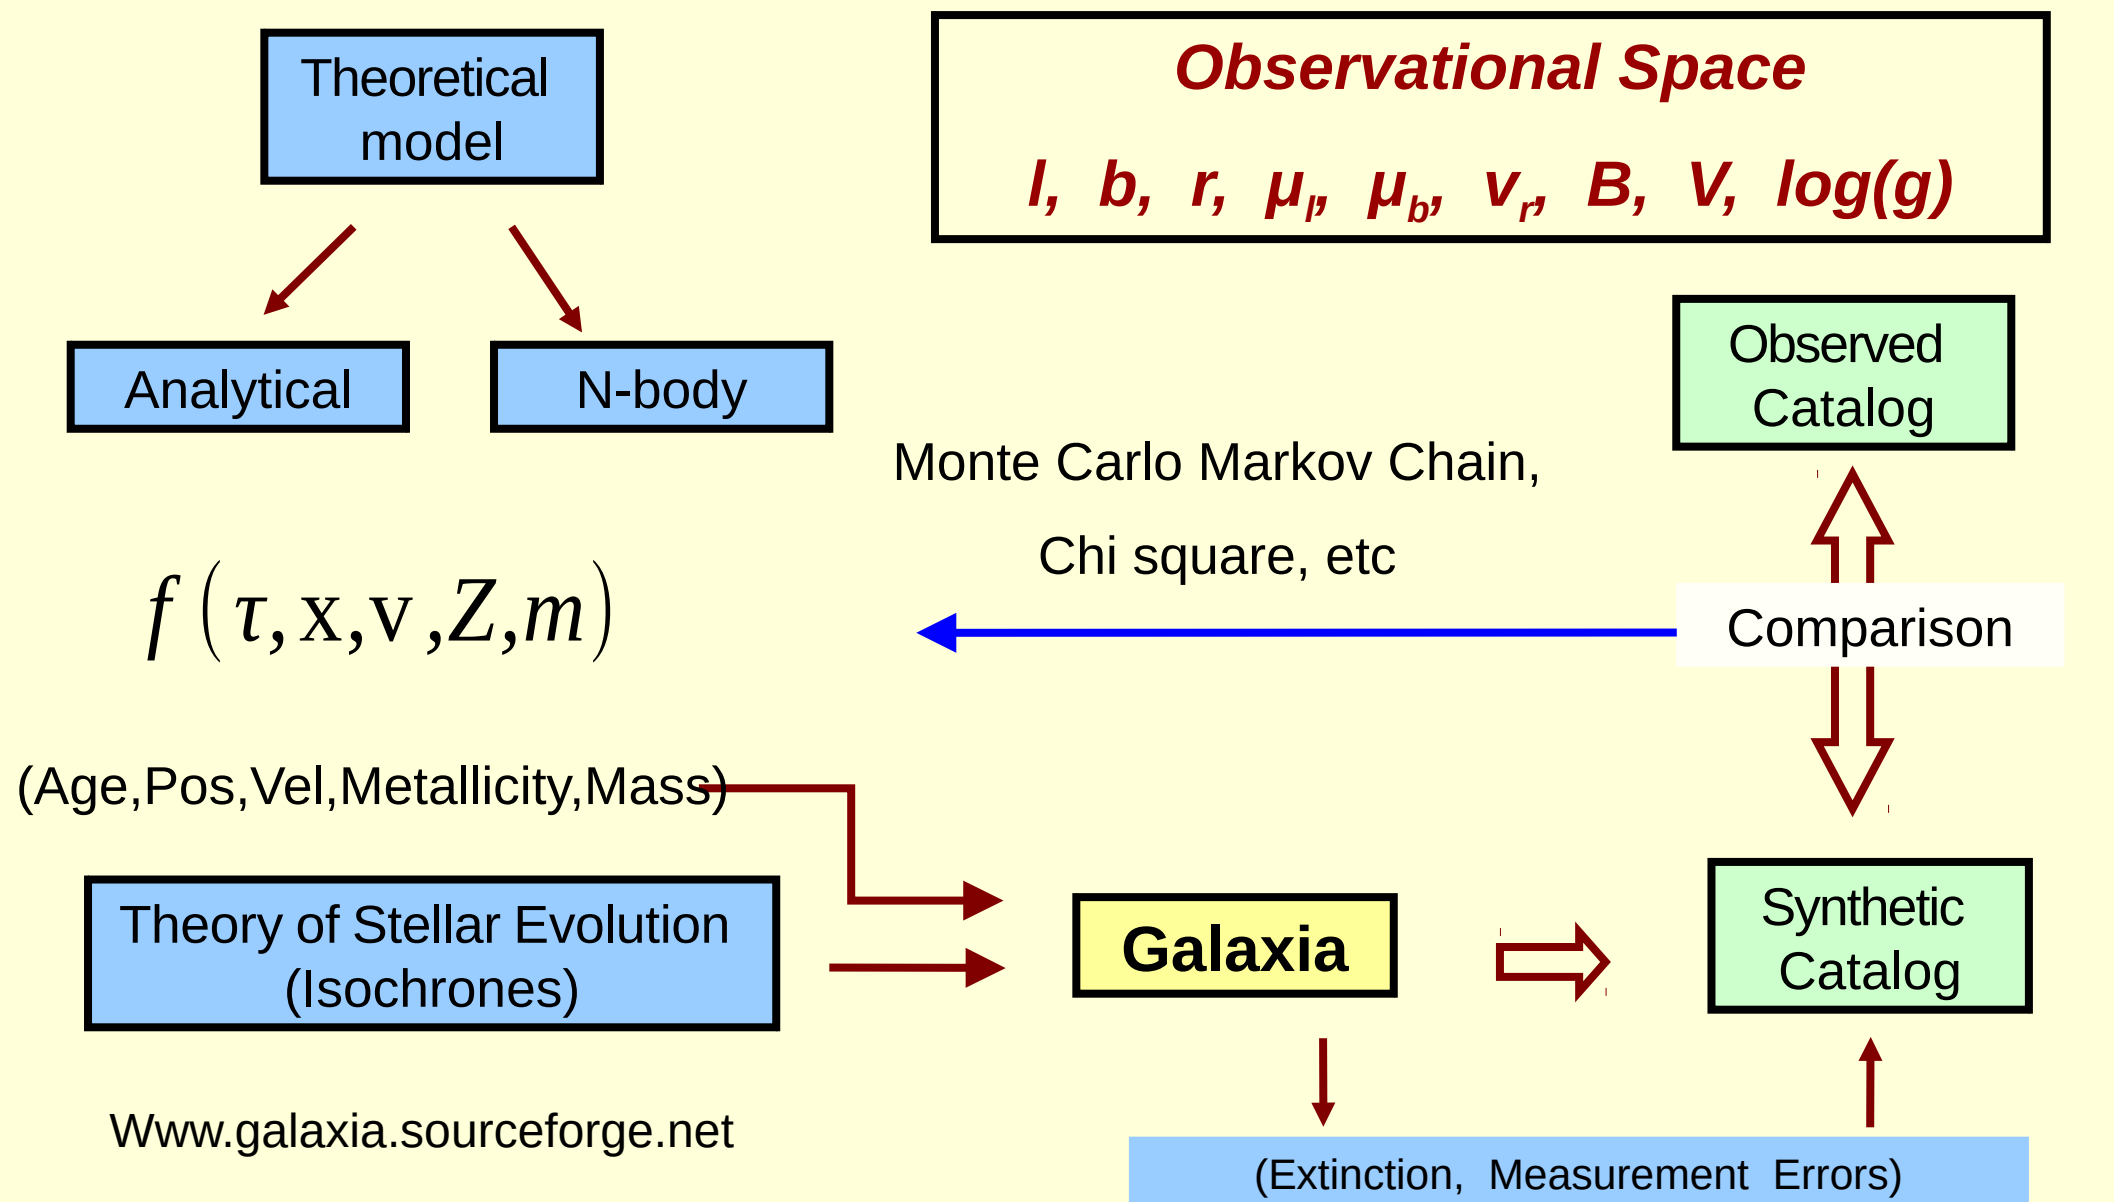 Theoretical
model
Observational Space
l, b, r, μl, μb, vr, B, V, log(g)
Analytical
N-body
Observed
Catalog
Monte Carlo Markov Chain,
Chi square, etc
f(τ,x,v,Z,m)
Comparison
(Age,Pos,Vel,Metallicity,Mass)
Theory of Stellar Evolution
(Isochrones)
Galaxia
Synthetic
Catalog
Www.galaxia.sourceforge.net
(Extinction, Measurement Errors)